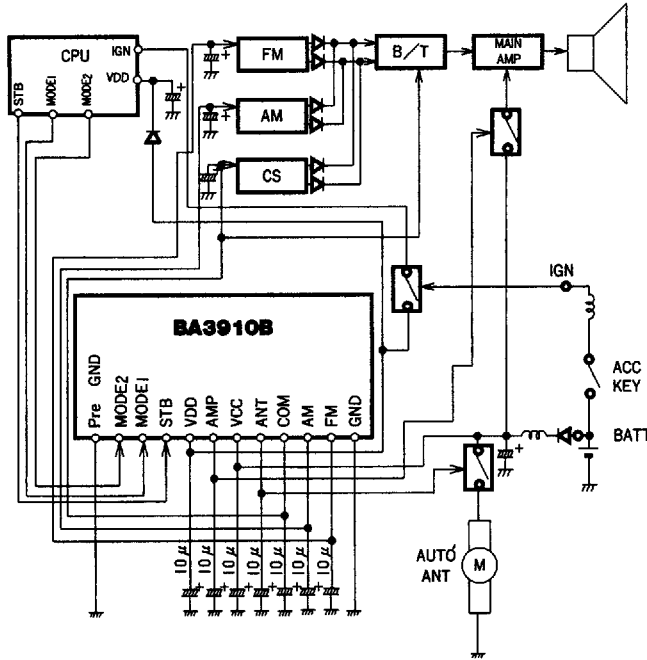 CPU
IGN
VDD
STB
MODE1
MODE2
+
FM
+
AM
+
CS
+
B/T
MAIN
AMP
IGN
ACC
KEY
BATT
+
BA3910B
Pre GND
MODE2
MODE1
STB
VDD
AMP
VCC
ANT
COM
AM
FM
GND
10μ
10μ
10μ
10μ
10μ
10μ
10μ
+
+
+
+
+
+
+
AUTO
ANT
M